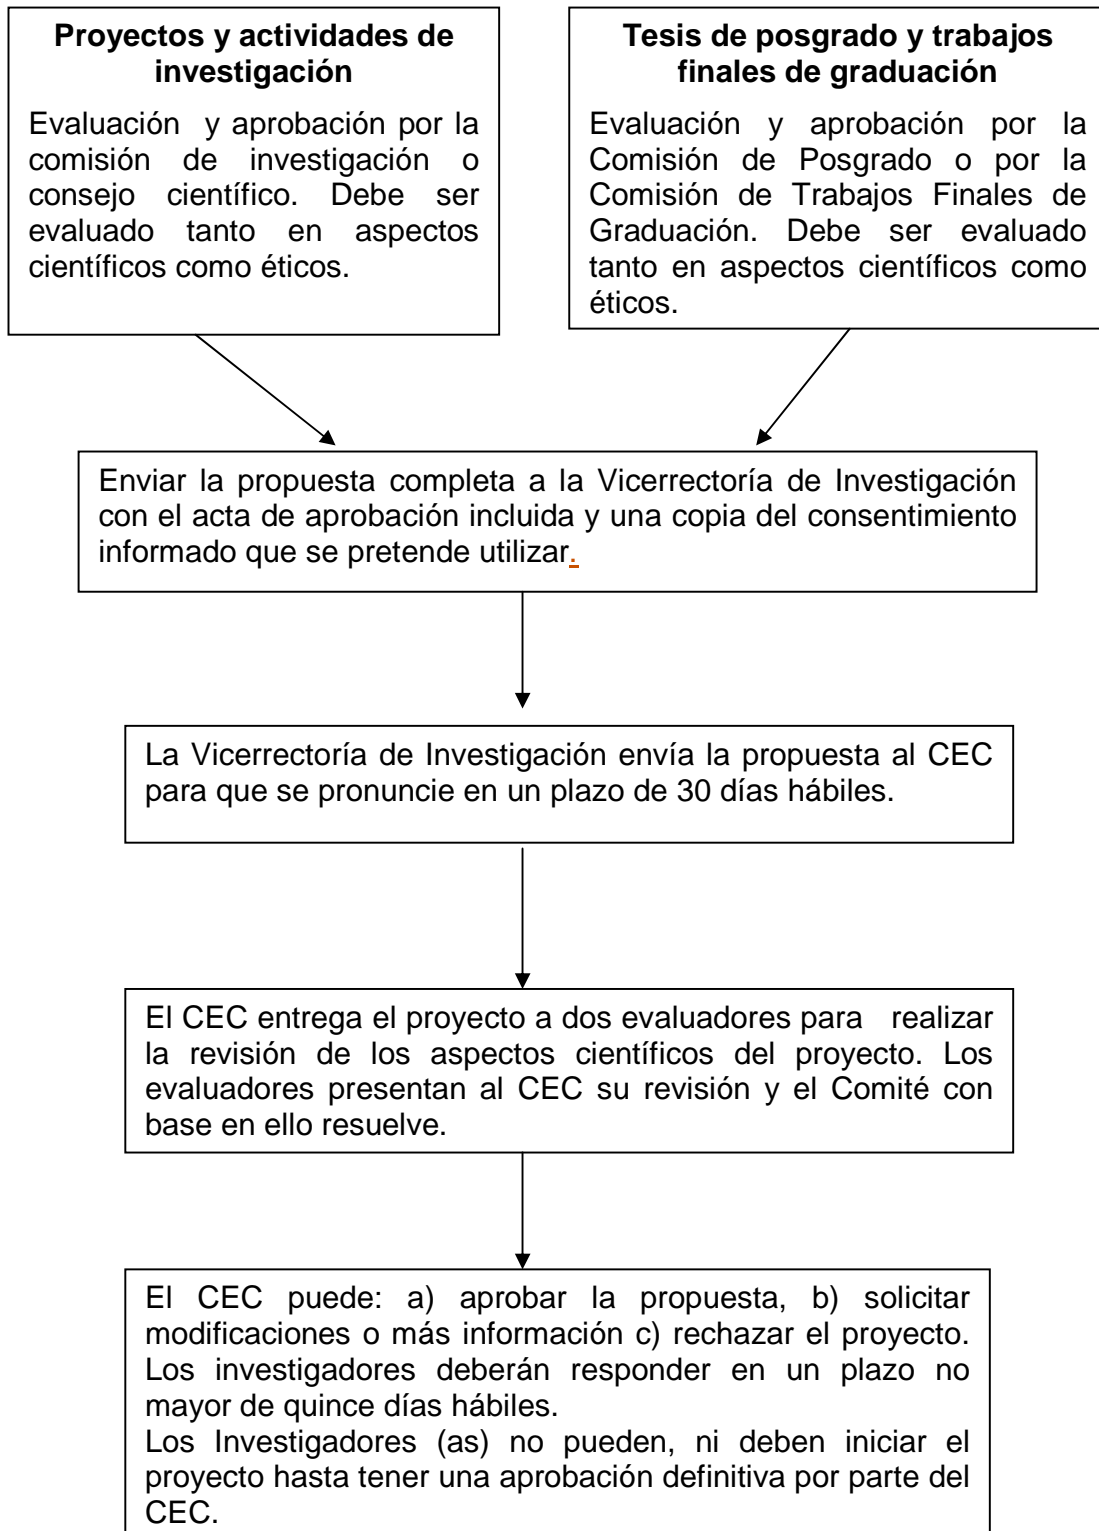 Proyectos y actividades de
investigación
Evaluación y aprobación por la
comisión de investigación o
consejo científico. Debe ser
evaluado tanto en aspectos
científicos como éticos.
Tesis de posgrado y trabajos
finales de graduación
Evaluación y aprobación por la
Comisión de Posgrado o por la
Comisión de Trabajos Finales de
Graduación. Debe ser evaluado
tanto en aspectos científicos como
éticos.
Enviar la propuesta completa a la Vicerrectoría de Investigación
con el acta de aprobación incluida y una copia del consentimiento
informado que se pretende utilizar.
La Vicerrectoría de Investigación envía la propuesta al CEC
para que se pronuncie en un plazo de 30 días hábiles.
El CEC entrega el proyecto a dos evaluadores para realizar
la revisión de los aspectos científicos del proyecto. Los
evaluadores presentan al CEC su revisión y el Comité con
base en ello resuelve.
El CEC puede: a) aprobar la propuesta, b) solicitar
modificaciones o más información c) rechazar el proyecto.
Los investigadores deberán responder en un plazo no
mayor de quince días hábiles.
Los Investigadores (as) no pueden, ni deben iniciar el
proyecto hasta tener una aprobación definitiva por parte del
CEC.